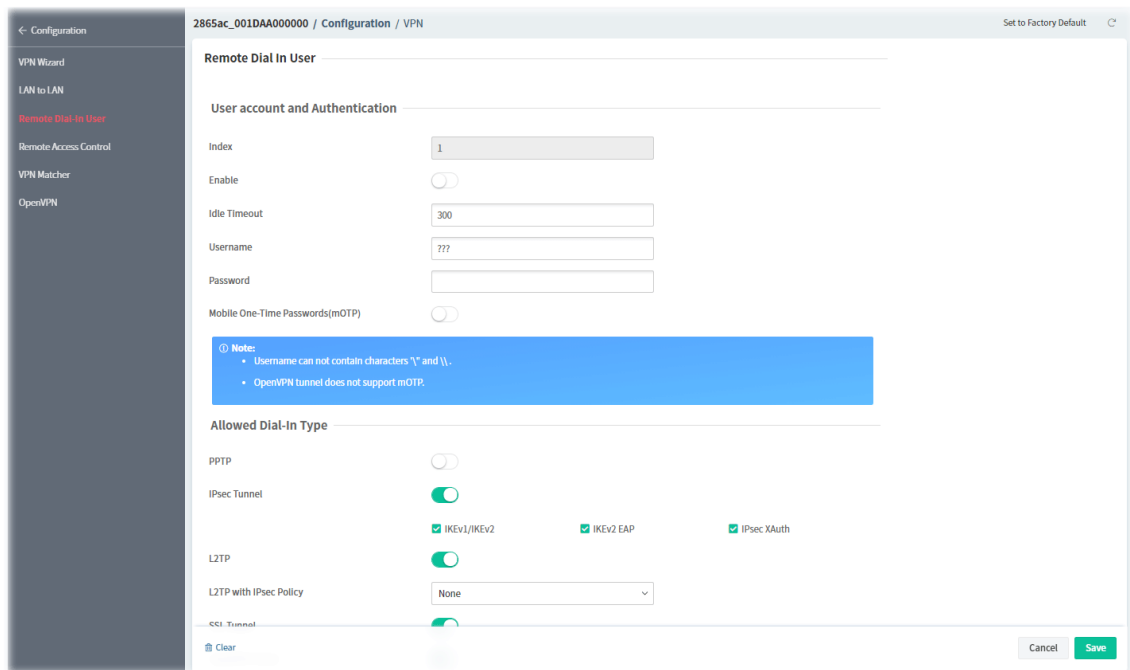 ← Configuration
VPN Wizard
LAN to LAN
Remote Dial-In User
Remote Access Control
VPN Matcher
OpenVPN
2865ac_001DAA000000 / Configuration / VPN
Set to Factory Default
Remote Dial In User
User account and Authentication
Index 1
Enable
Idle TImeout 300
Username ???
Password
Mobile One-Time Passwords(mOTP)
Note:
• Username can not contain characters '\" and \\ .
• OpenVPN tunnel does not support mOTP.
Allowed Dial-In Type
PPTP
IPsec Tunnel
IKEv1/IKEv2 IKEv2 EAP IPsec XAuth
L2TP
L2TP with IPsec Policy None
SSL Tunnel
Clear Cancel Save